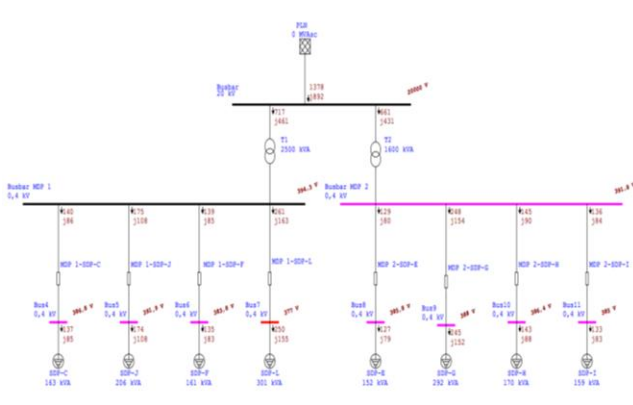 PLN
0 MVAsc
Busbar
20 kV
1378
j892
20000 V
717
j461
661
j431
T1
2500 kVA
T2
1600 kVA
Busbar MDP 1
0,4 kV
394.3 V
Busbar MDP 2
0,4 kV
391.0 V
140
j86
175
j108
139
j85
261
j163
129
j80
248
j154
145
j90
136
j84
MDP 1-SDP-C
MDP 1-SDP-J
MDP 1-SDP-F
MDP 1-SDP-L
MDP 2-SDP-E
MDP 2-SDP-G
MDP 2-SDP-H
MDP 2-SDP-I
Bus4
0,4 kV
Bus5
0,4 kV
Bus6
0,4 kV
Bus7
0,4 kV
377 V
Bus8
0,4 kV
Bus9
0,4 kV
Bus10
0,4 kV
Bus11
0,4 kV
137
j85
174
j108
135
j83
250
j155
127
j79
245
j152
143
j88
133
j83
SDP-C
163 kVA
SDP-J
206 kVA
SDP-F
161 kVA
SDP-L
301 kVA
SDP-E
152 kVA
SDP-G
292 kVA
SDP-H
170 kVA
SDP-I
159 kVA